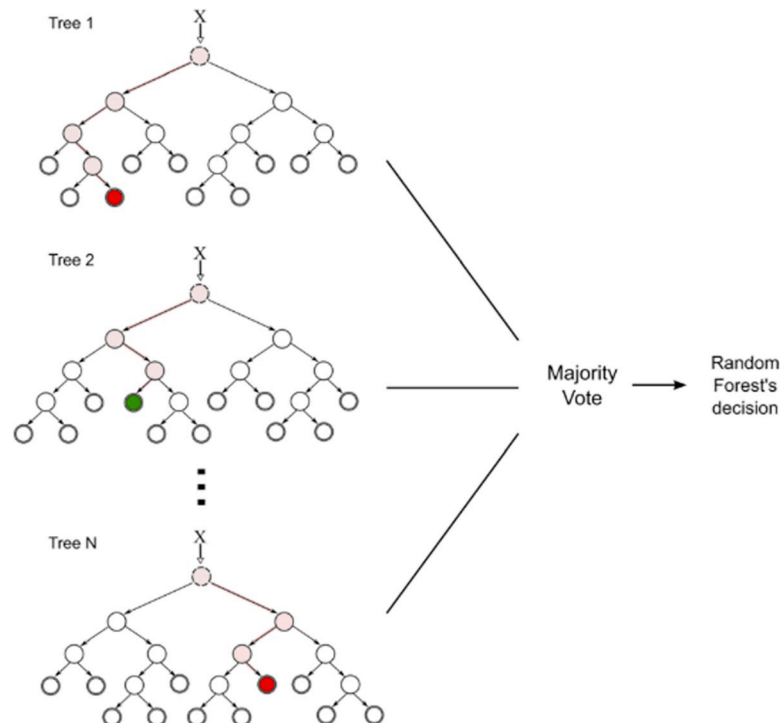 Tree 1
X
Tree 2
X
Tree N
X
Majority
Vote
Random
Forest's
decision